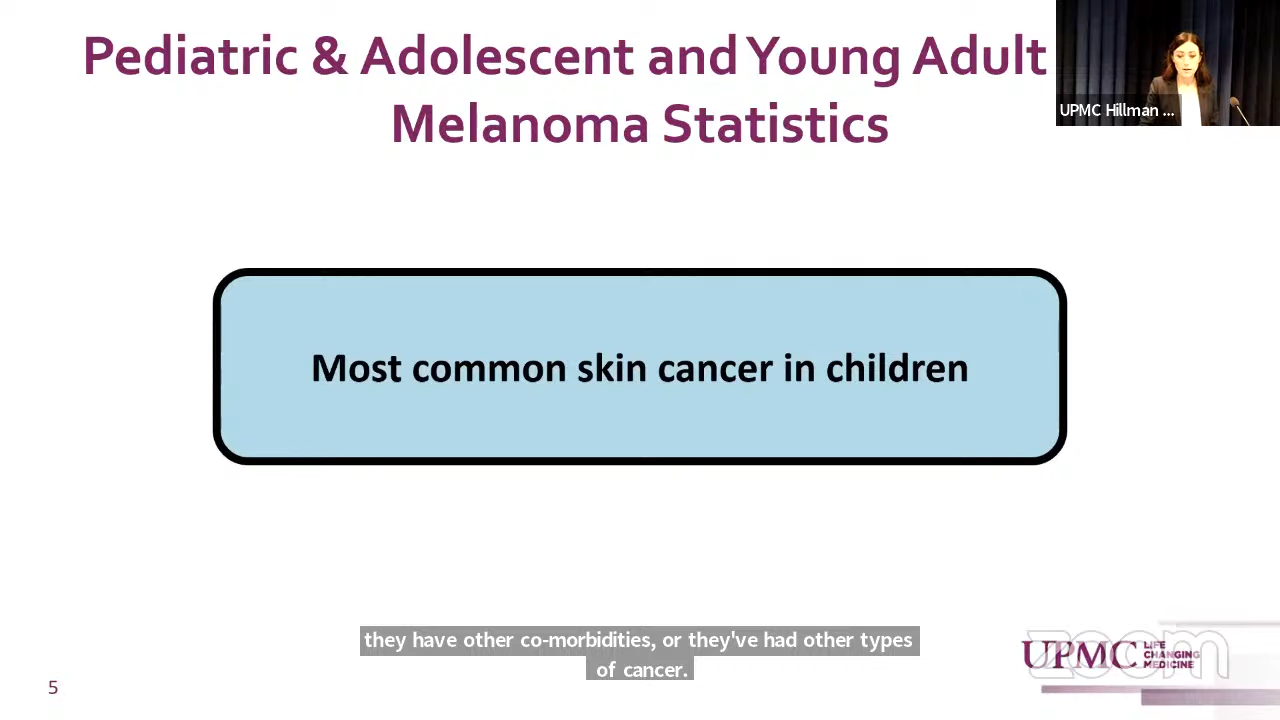 Pediatric & Adolescent and Young Adult
Melanoma Statistics
UPMC Hillman ...
Most common skin cancer in children
they have other co-morbidities, or they've had other types
of cancer.
UPMC
LIFE
CHANGING
MEDICINE
zoom
5